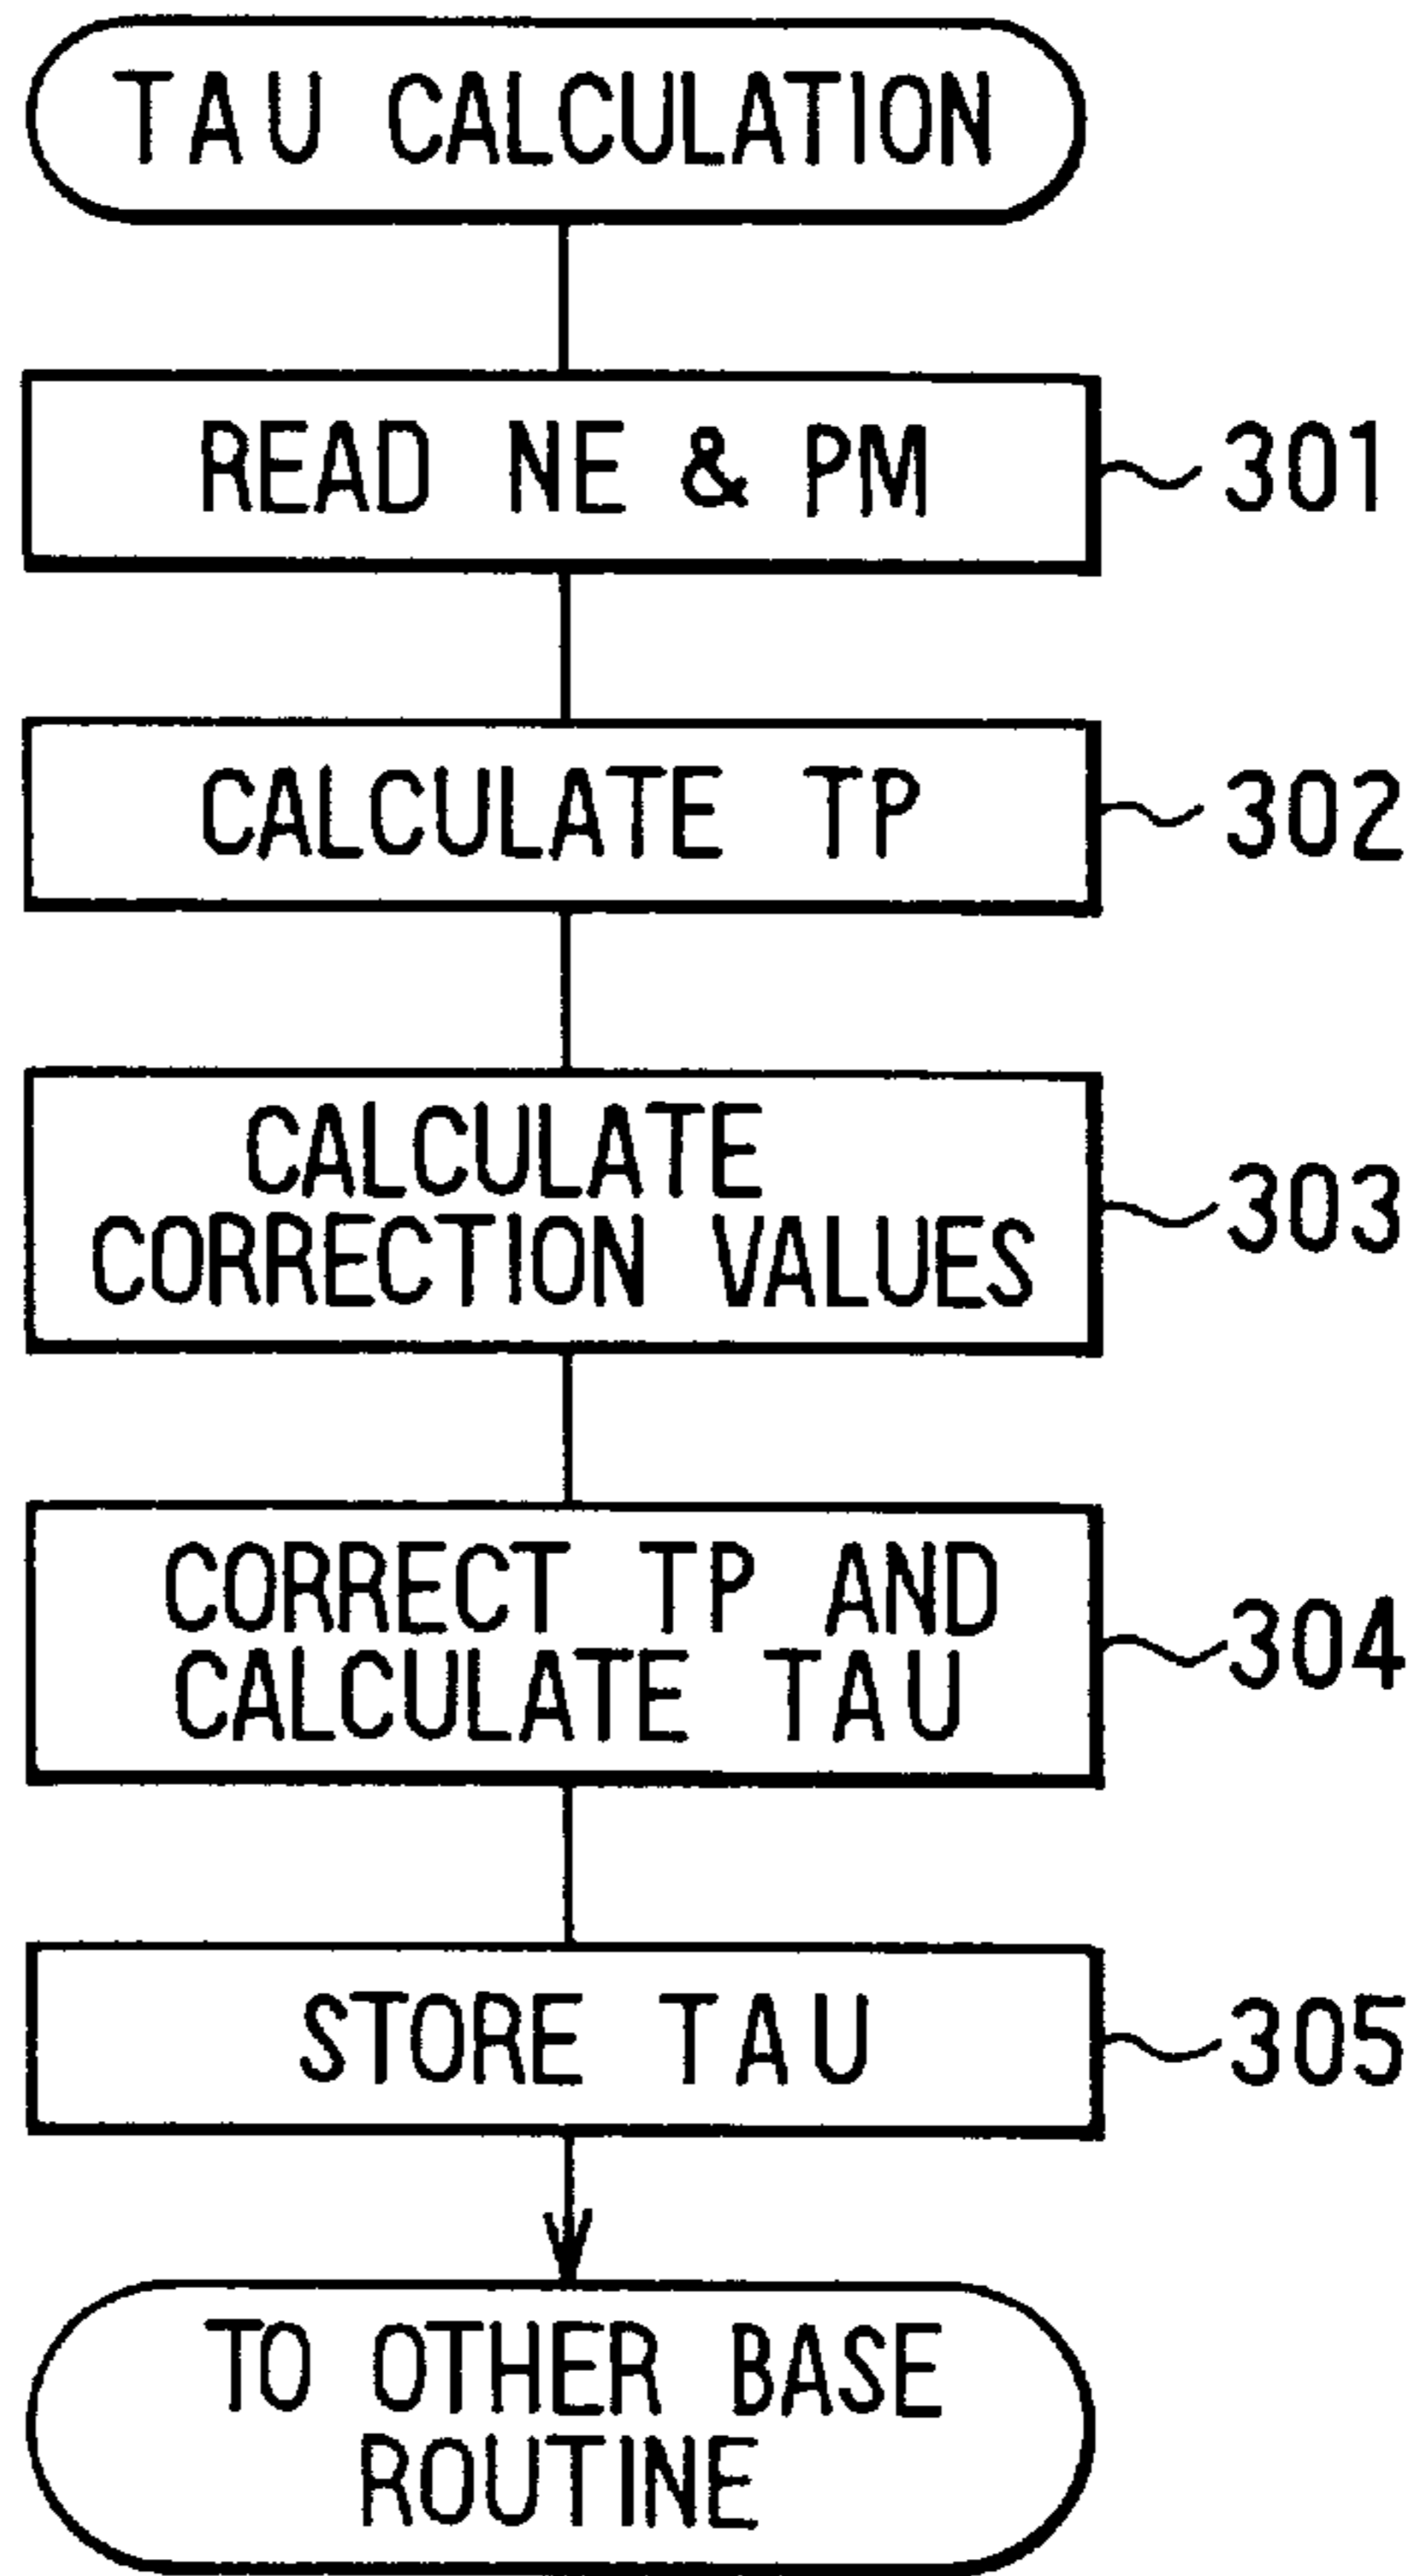 TAU CALCULATION
READ NE & PM
301
CALCULATE TP
302
CALCULATE
CORRECTION VALUES
303
CORRECT TP AND
CALCULATE TAU
304
STORE TAU
305
TO OTHER BASE
ROUTINE